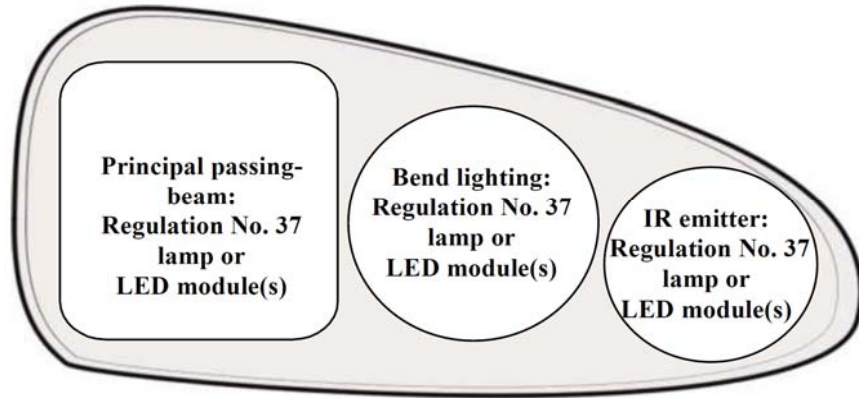 Principal passing-
beam:
Regulation No. 37
lamp or
LED module(s)
Bend lighting:
Regulation No. 37
lamp or
LED module(s)
IR emitter:
Regulation No. 37
lamp or
LED module(s)